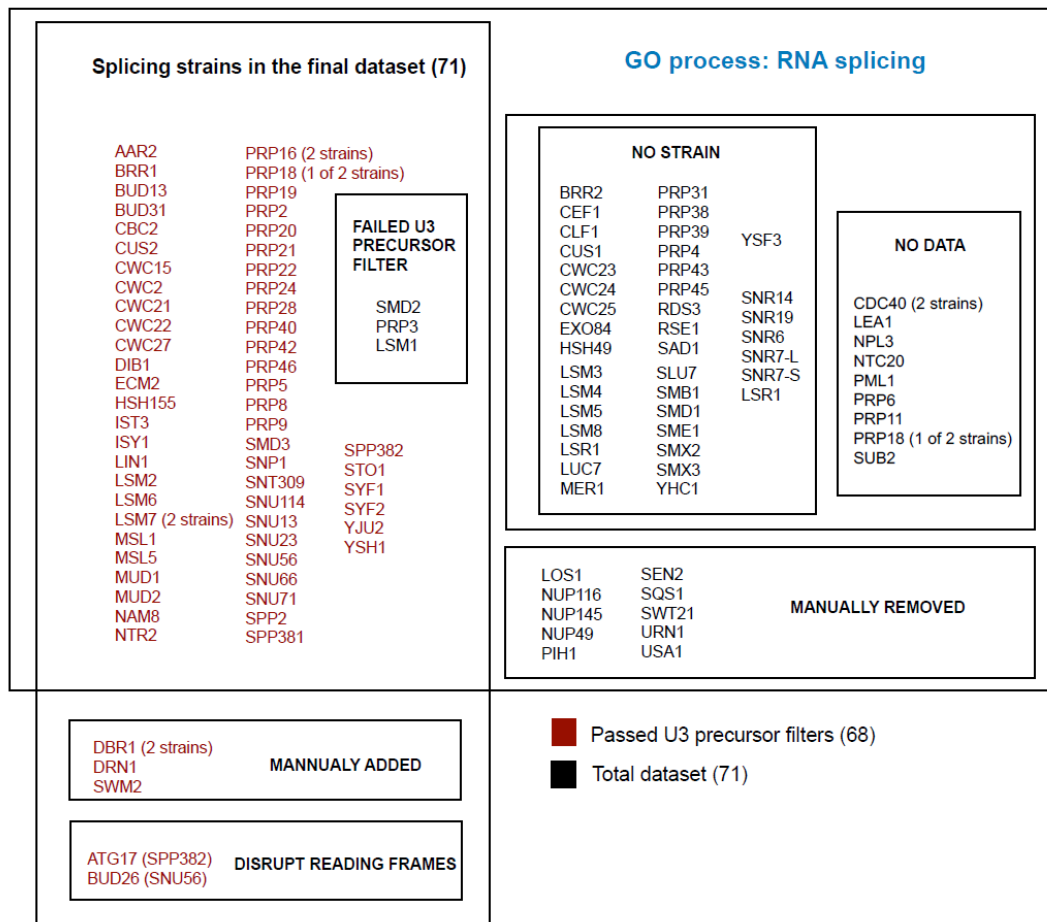 Splicing strains in the final dataset (71)
AAR2
BRR1
BUD13
BUD31
CBC2
CUS2
CWC15
CWC2
CWC21
CWC22
CWC27
DIB1
ECM2
HSH155
IST3
ISY1
LIN1
LSM2
LSM6
LSM7 (2 strains)
MSL1
MSL5
MUD1
MUD2
NAM8
NTR2
PRP16 (2 strains)
PRP18 (1 of 2 strains)
PRP19
PRP2
PRP20
PRP21
PRP22
PRP24
PRP28
PRP40
PRP42
PRP46
PRP5
PRP8
PRP9
SMD3
SNP1
SNT309
SNU114
SNU13
SNU23
SNU56
SNU66
SNU71
SPP2
SPP381
SPP382
STO1
SYF1
SYF2
YJU2
YSH1
FAILED U3
PRECURSOR
FILTER
SMD2
PRP3
LSM1
GO process: RNA splicing
NO STRAIN
BRR2
CEF1
CLF1
CUS1
CWC23
CWC24
CWC25
EXO84
HSH49
LSM3
LSM4
LSM5
LSM8
LSR1
LUC7
MER1
PRP31
PRP38
PRP39
PRP4
PRP43
PRP45
RDS3
RSE1
SAD1
SLU7
SMB1
SMD1
SME1
SMX2
SMX3
YHC1
YSF3
SNR14
SNR19
SNR6
SNR7-L
SNR7-S
LSR1
NO DATA
CDC40 (2 strains)
LEA1
NPL3
NTC20
PML1
PRP6
PRP11
PRP18 (1 of 2 strains)
SUB2
LOS1
NUP116
NUP145
NUP49
PIH1
SEN2
SQS1
SWT21
URN1
USA1
MANUALLY REMOVED
DBR1 (2 strains)
DRN1
SWM2
MANNUALY ADDED
ATG17 (SPP382)
BUD26 (SNU56)
DISRUPT READING FRAMES
Passed U3 precursor filters (68)
Total dataset (71)